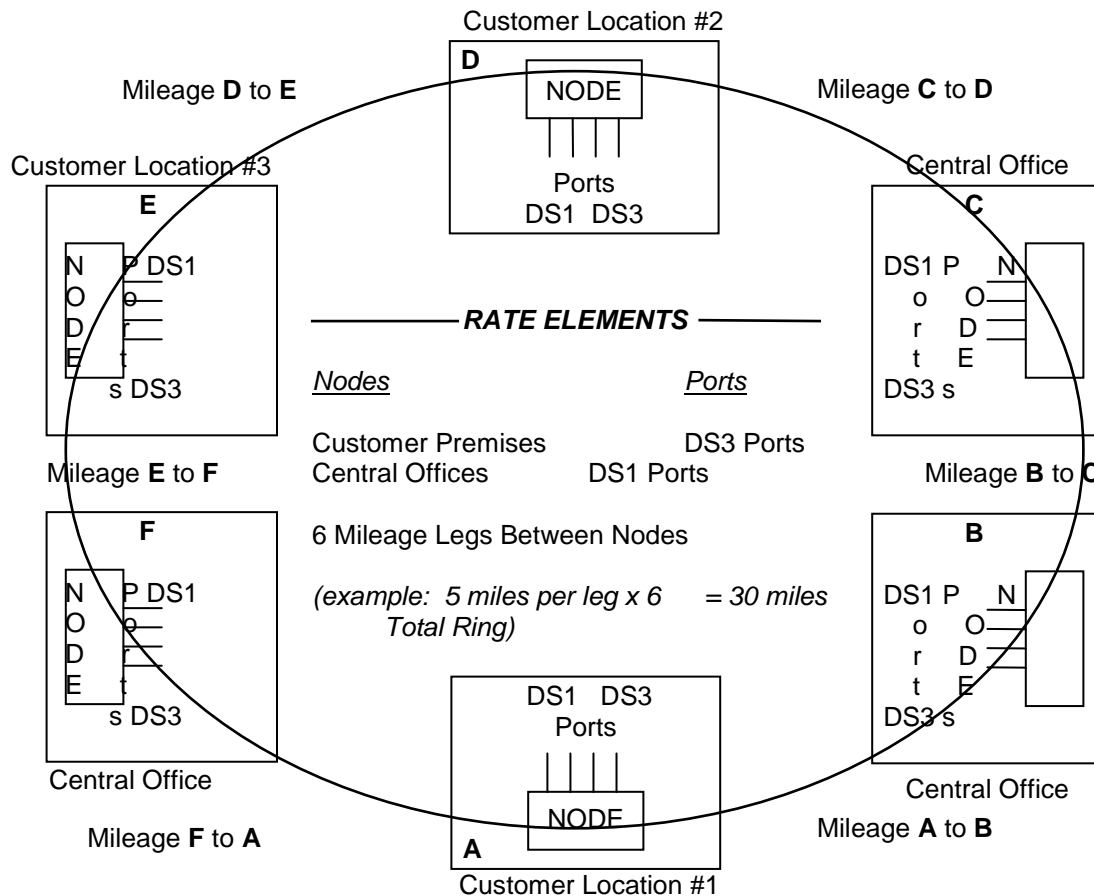 Customer Location #2
D
NODE
Ports
DS1 DS3
Mileage D to E
Mileage C to D
Customer Location #3
E
N P DS1
O o
D r
E t
s DS3
Central Office
C
DS1 P N
o O
r D
t E
DS3 s
RATE ELEMENTS
Nodes Ports
Customer Premises DS3 Ports
Central Offices DS1 Ports
6 Mileage Legs Between Nodes
(example: 5 miles per leg x 6 = 30 miles
Total Ring)
Mileage E to F
Mileage B to C
F
N P DS1
O o
D r
E t
s DS3
Central Office
B
DS1 P N
o O
r D
t E
DS3 s
Central Office
DS1 DS3
Ports
NODE
A
Customer Location #1
Mileage F to A
Mileage A to B